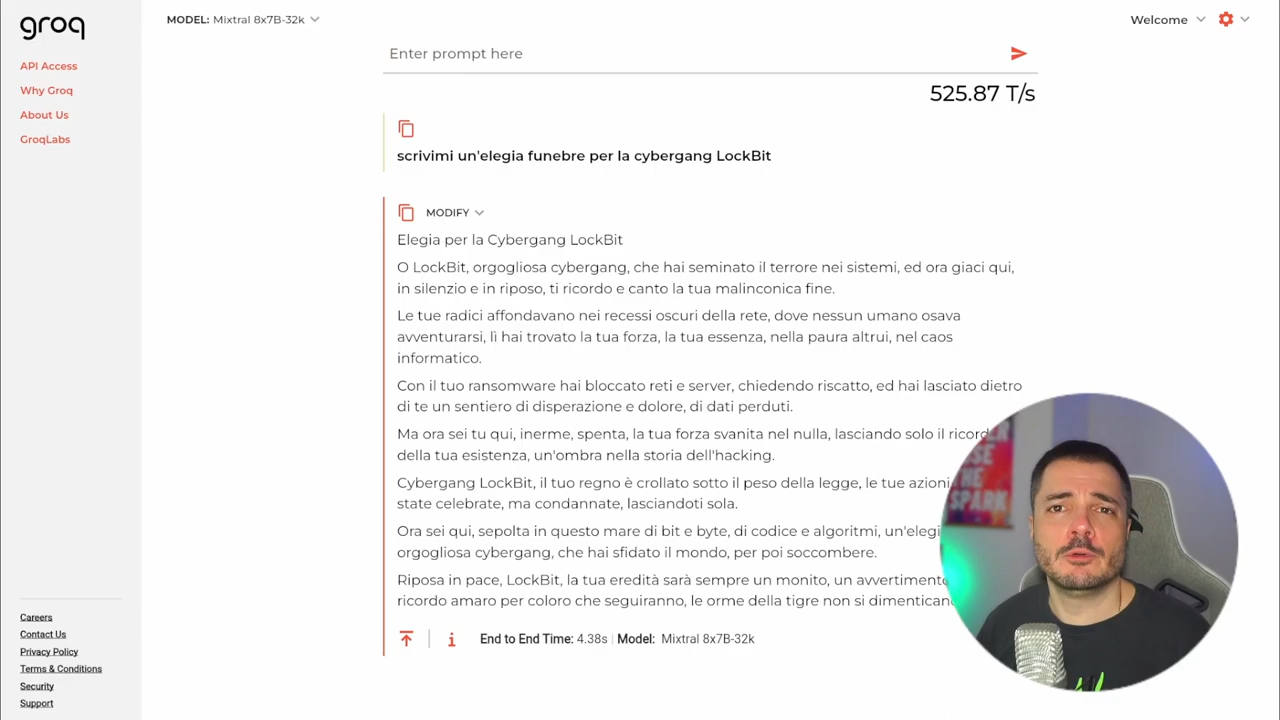 groq
MODEL: Mixtral 8x7B-32k
Welcome
API Access
Why Groq
About Us
GroqLabs
Enter prompt here
525.87 T/s
scrivimi un'elegia funebre per la cybergang LockBit
MODIFY
Elegia per la Cybergang LockBit
O LockBit, orgogliosa cybergang, che hai seminato il terrore nei sistemi, ed ora giaci qui,
in silenzio e in riposo, ti ricordo e canto la tua malinconica fine.
Le tue radici affondavano nei recessi oscuri della rete, dove nessun umano osava
avventurarsi, lì hai trovato la tua forza, la tua essenza, nella paura altrui, nel caos
informatico.
Con il tuo ransomware hai bloccato reti e server, chiedendo riscatto, ed hai lasciato dietro
di te un sentiero di disperazione e dolore, di dati perduti.
Ma ora sei tu qui, inerme, spenta, la tua forza svanita nel nulla, lasciando solo il
della tua esistenza, un'ombra nella storia dell'hacking.
Cybergang LockBit, il tuo regno è crollato sotto il peso della legge, le tue azioni
state celebrate, ma condannate, lasciandoti sola.
Ora sei qui, sepolta in questo mare di bit e byte, di codice e algoritmi,
orgogliosa cybergang, che hai sfidato il mondo, per poi soccombere.
Riposa in pace, LockBit, la tua eredità sarà sempre un monito, un
ricordo amaro per coloro che seguiranno, le orme della tigre non si
End to End Time: 4.38s Model: Mixtral 8x7B-32k
THE
SPARK
Careers
Contact Us
Privacy Policy
Terms & Conditions
Security
Support